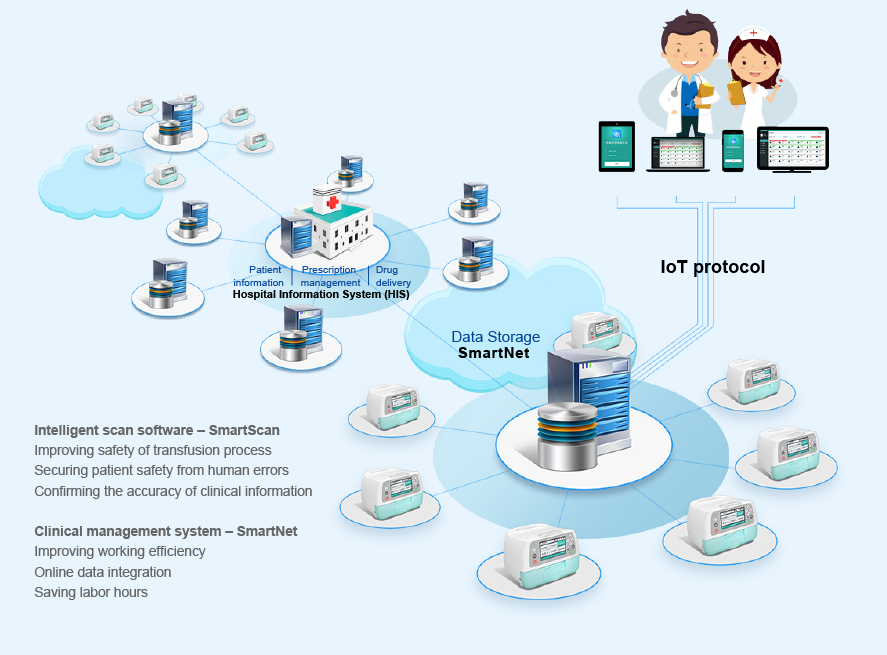 IoT protocol
Patient information
Prescription management
Drug delivery
Hospital Information System (HIS)
Data Storage
SmartNet
Intelligent scan software – SmartScan
Improving safety of transfusion process
Securing patient safety from human errors
Confirming the accuracy of clinical information
Clinical management system – SmartNet
Improving working efficiency
Online data integration
Saving labor hours